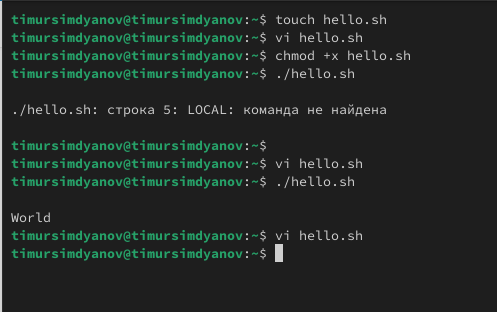 timursimdyanov@timursimdyanov:~$ touch hello.sh
timursimdyanov@timursimdyanov:~$ vi hello.sh
timursimdyanov@timursimdyanov:~$ chmod +x hello.sh
timursimdyanov@timursimdyanov:~$ ./hello.sh
./hello.sh: строка 5: LOCAL: команда не найдена
timursimdyanov@timursimdyanov:~$
timursimdyanov@timursimdyanov:~$ vi hello.sh
timursimdyanov@timursimdyanov:~$ ./hello.sh
World
timursimdyanov@timursimdyanov:~$ vi hello.sh
timursimdyanov@timursimdyanov:~$